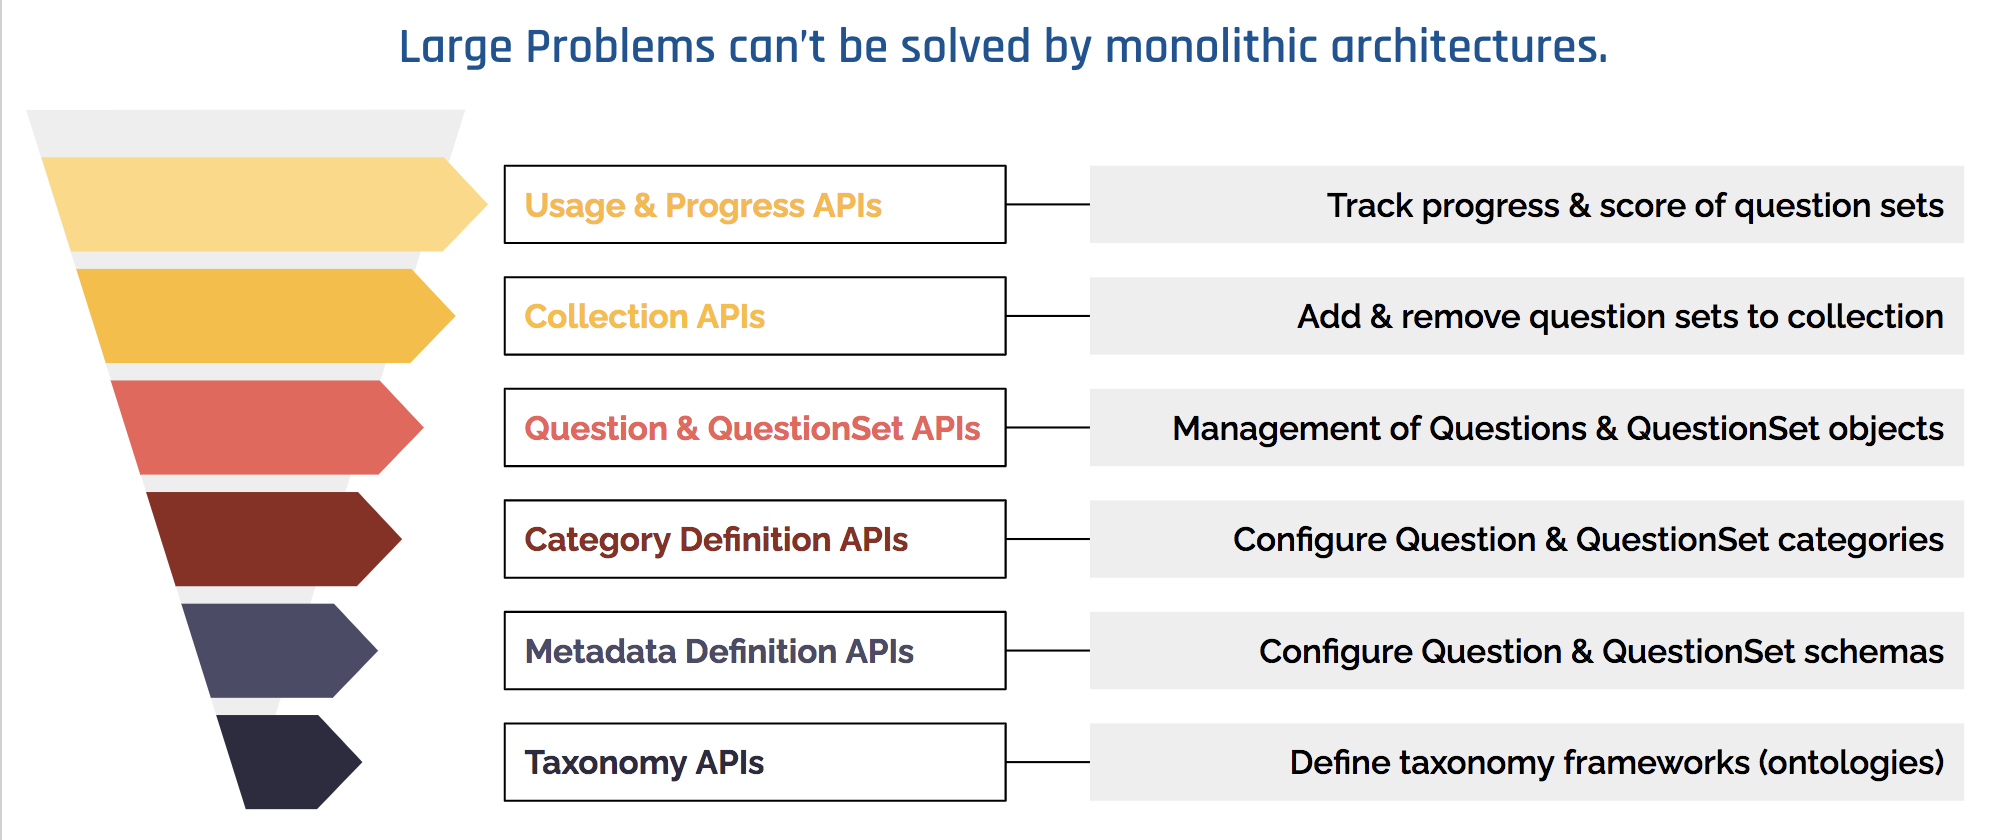 Large Problems can't be solved by monolithic architectures.
Usage & Progress APIs
Track progress & score of question sets
Collection APIs
Add & remove question sets to collection
Question & QuestionSet APIs
Management of Questions & QuestionSet objects
Category Definition APIs
Configure Question & QuestionSet categories
Metadata Definition APIs
Configure Question & QuestionSet schemas
Taxonomy APIs
Define taxonomy frameworks (ontologies)